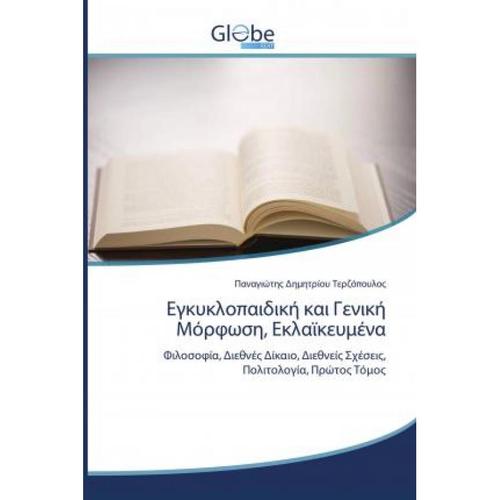 Globe
Παναγιώτης Δημητρίου Τερζόπουλος
Εγκυκλοπαιδική και Γενική
Μόρφωση, Εκλαϊκευμένα
Φιλοσοφία, Διεθνές Δίκαιο, Διεθνείς Σχέσεις,
Πολιτολογία, Πρώτος Τόμος